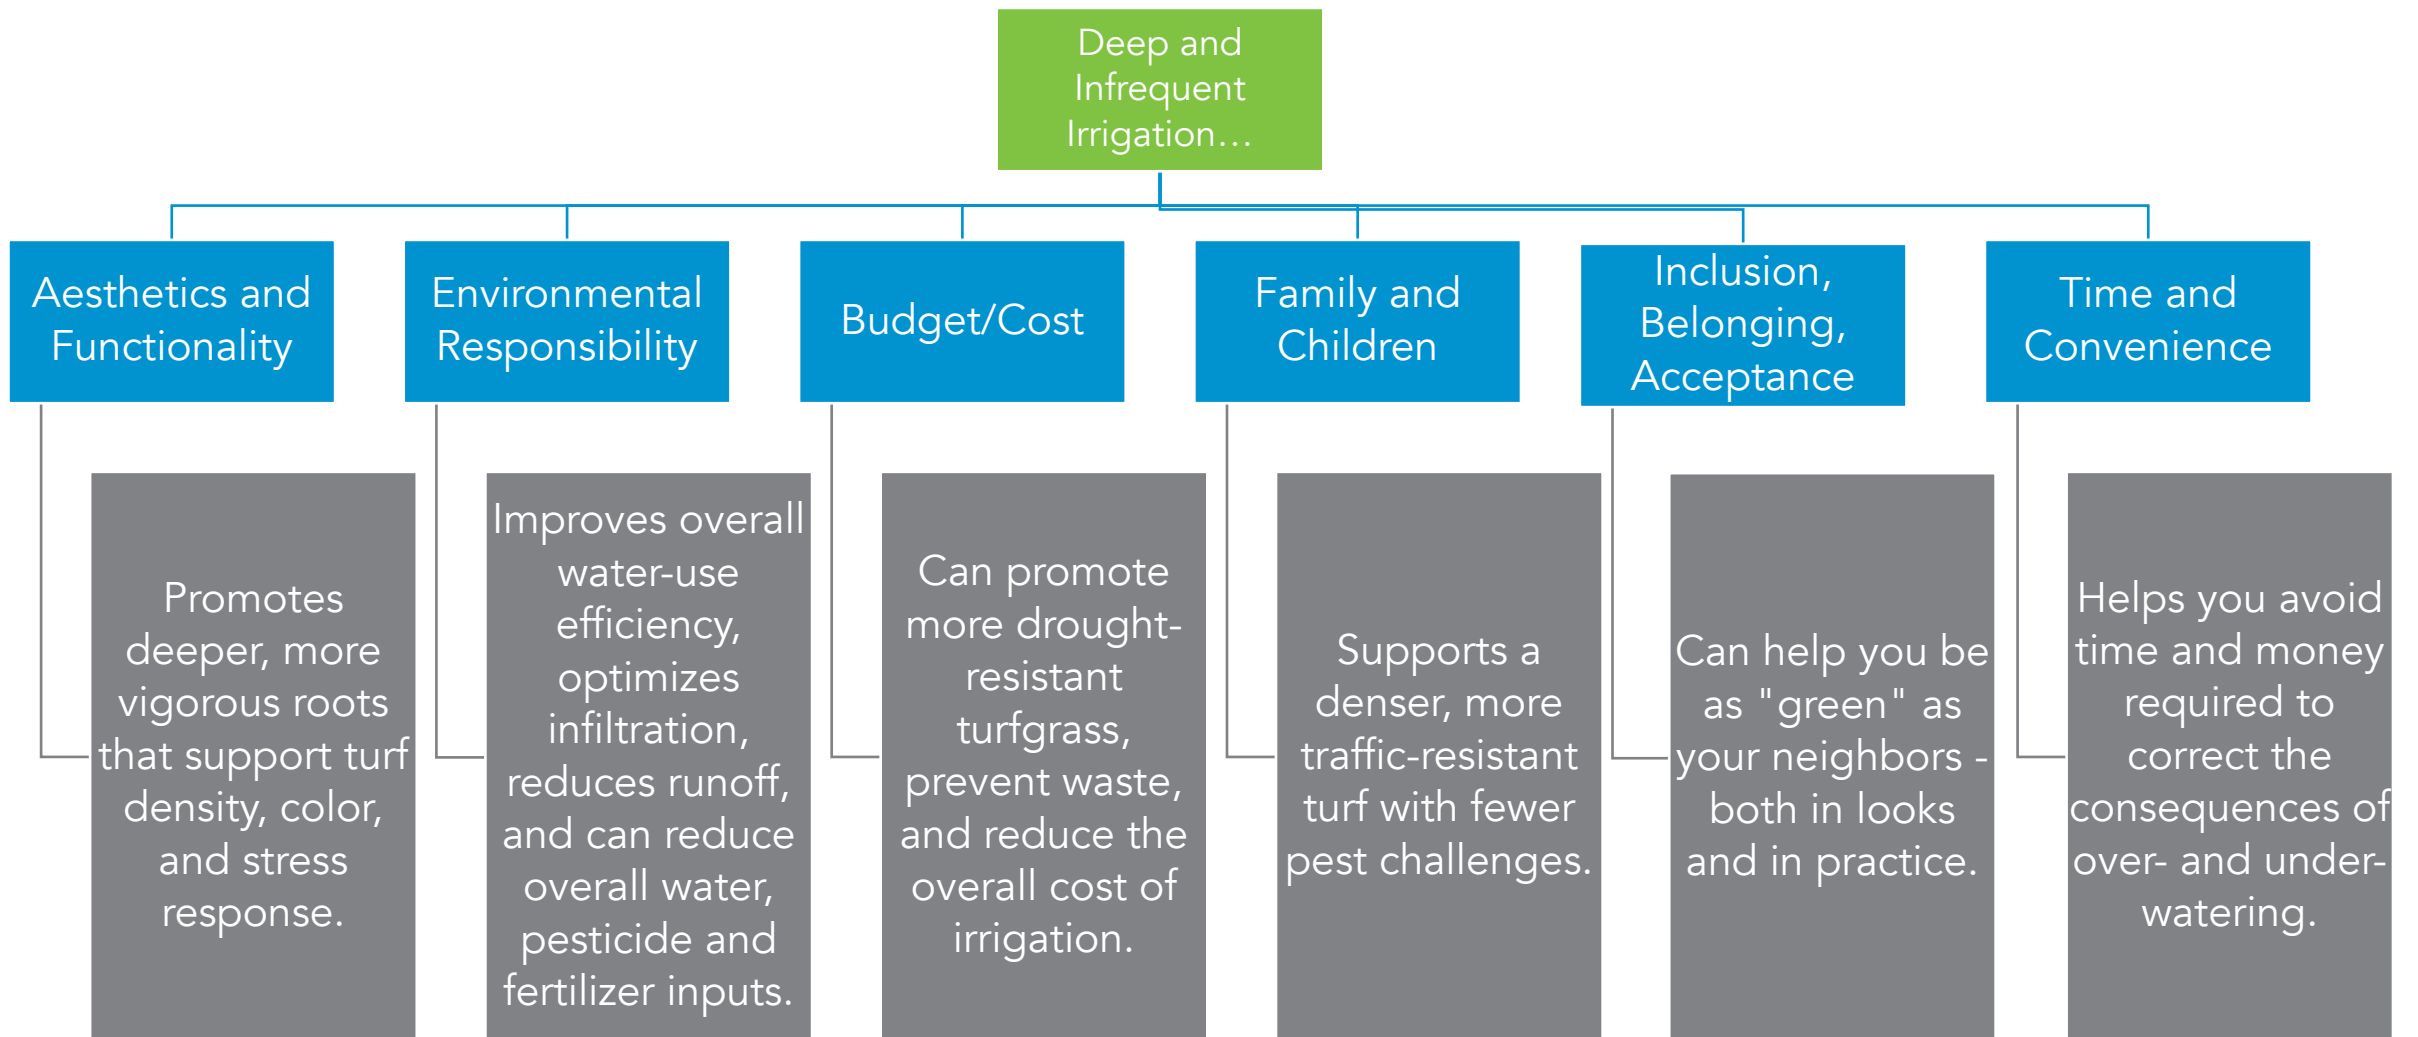 Deep and
Infrequent
Irrigation…
Aesthetics and
Functionality
Environmental
Responsibility
Budget/Cost
Family and
Children
Inclusion,
Belonging,
Acceptance
Time and
Convenience
Promotes
deeper, more
vigorous roots
that support turf
density, color,
and stress
response.
Improves overall
water-use
efficiency,
optimizes
infiltration,
reduces runoff,
and can reduce
overall water,
pesticide and
fertilizer inputs.
Can promote
more drought-
resistant
turfgrass,
prevent waste,
and reduce the
overall cost of
irrigation.
Supports a
denser, more
traffic-resistant
turf with fewer
pest challenges.
Can help you be
as "green" as
your neighbors -
both in looks
and in practice.
Helps you avoid
time and money
required to
correct the
consequences of
over- and under-
watering.